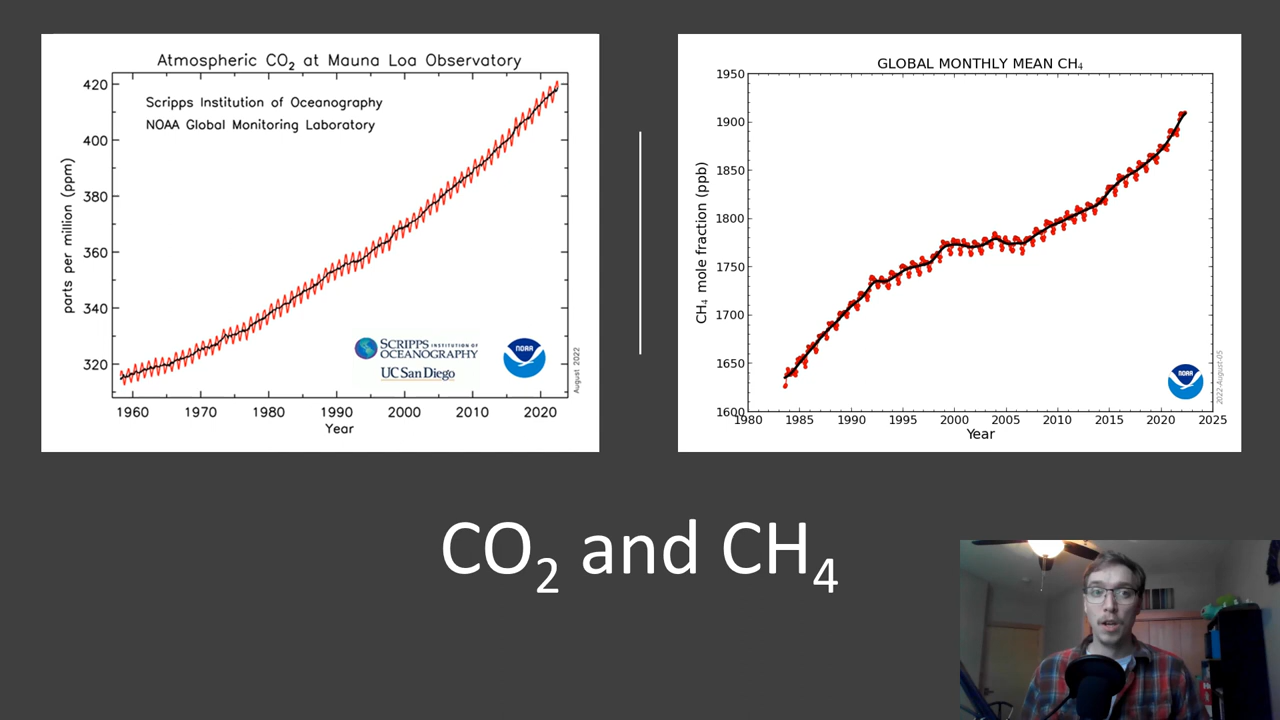 Atmospheric CO₂ at Mauna Loa Observatory
Scripps Institution of Oceanography
NOAA Global Monitoring Laboratory
parts per million (ppm)
420
400
380
360
340
320
1960 1970 1980 1990 2000 2010 2020
Year
SCRIPPS INSTITUTION OF
OCEANOGRAPHY
UC San Diego
NOAA
August 2022
GLOBAL MONTHLY MEAN CH₄
CH₄ mole fraction (ppb)
1950
1900
1850
1800
1750
1700
1650
1600
1980 1985 1990 1995 2000 2005 2010 2015 2020 2025
Year
NOAA
2022-August-05
CO₂ and CH₄